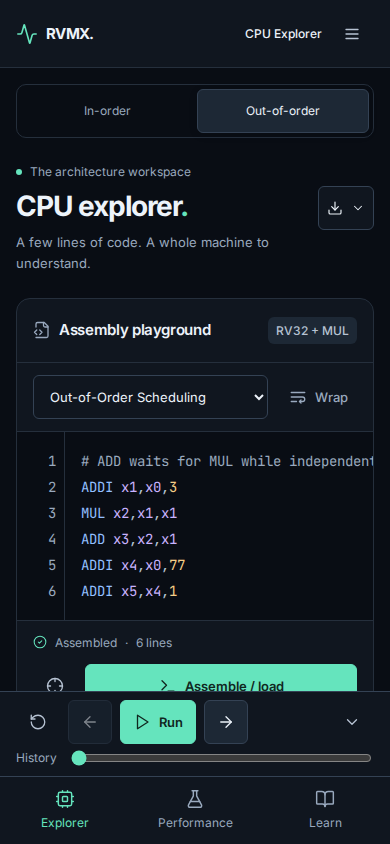 RVMX.
CPU Explorer
In-order
Out-of-order
The architecture workspace
CPU explorer.
A few lines of code. A whole machine to
understand.
Assembly playground
RV32 + MUL
Out-of-Order Scheduling
Wrap
1 # ADD waits for MUL while independent
2 ADDI x1,x0,3
3 MUL x2,x1,x1
4 ADD x3,x2,x1
5 ADDI x4,x0,77
6 ADDI x5,x4,1
Assembled · 6 lines
Assemble / load
Run
History
Explorer
Performance
Learn